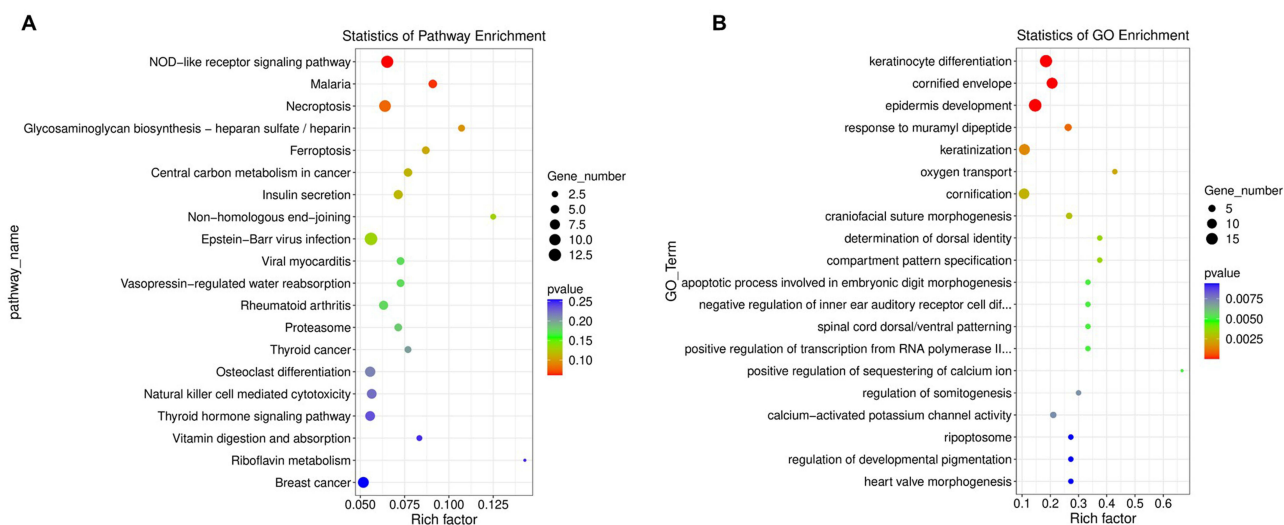 A
Statistics of Pathway Enrichment
pathway_name
NOD−like receptor signaling pathway
Malaria
Necroptosis
Glycosaminoglycan biosynthesis − heparan sulfate / heparin
Ferroptosis
Central carbon metabolism in cancer
Insulin secretion
Non−homologous end−joining
Epstein−Barr virus infection
Viral myocarditis
Vasopressin−regulated water reabsorption
Rheumatoid arthritis
Proteasome
Thyroid cancer
Osteoclast differentiation
Natural killer cell mediated cytotoxicity
Thyroid hormone signaling pathway
Vitamin digestion and absorption
Riboflavin metabolism
Breast cancer
0.050 0.075 0.100 0.125
Rich factor
Gene_number
2.5
5.0
7.5
10.0
12.5
pvalue
0.25
0.20
0.15
0.10
B
Statistics of GO Enrichment
GO_Term
keratinocyte differentiation
cornified envelope
epidermis development
response to muramyl dipeptide
keratinization
oxygen transport
cornification
craniofacial suture morphogenesis
determination of dorsal identity
compartment pattern specification
apoptotic process involved in embryonic digit morphogenesis
negative regulation of inner ear auditory receptor cell dif...
spinal cord dorsal/ventral patterning
positive regulation of transcription from RNA polymerase II...
positive regulation of sequestering of calcium ion
regulation of somitogenesis
calcium−activated potassium channel activity
ripoptosome
regulation of developmental pigmentation
heart valve morphogenesis
0.1 0.2 0.3 0.4 0.5 0.6
Rich factor
Gene_number
5
10
15
pvalue
0.0075
0.0050
0.0025